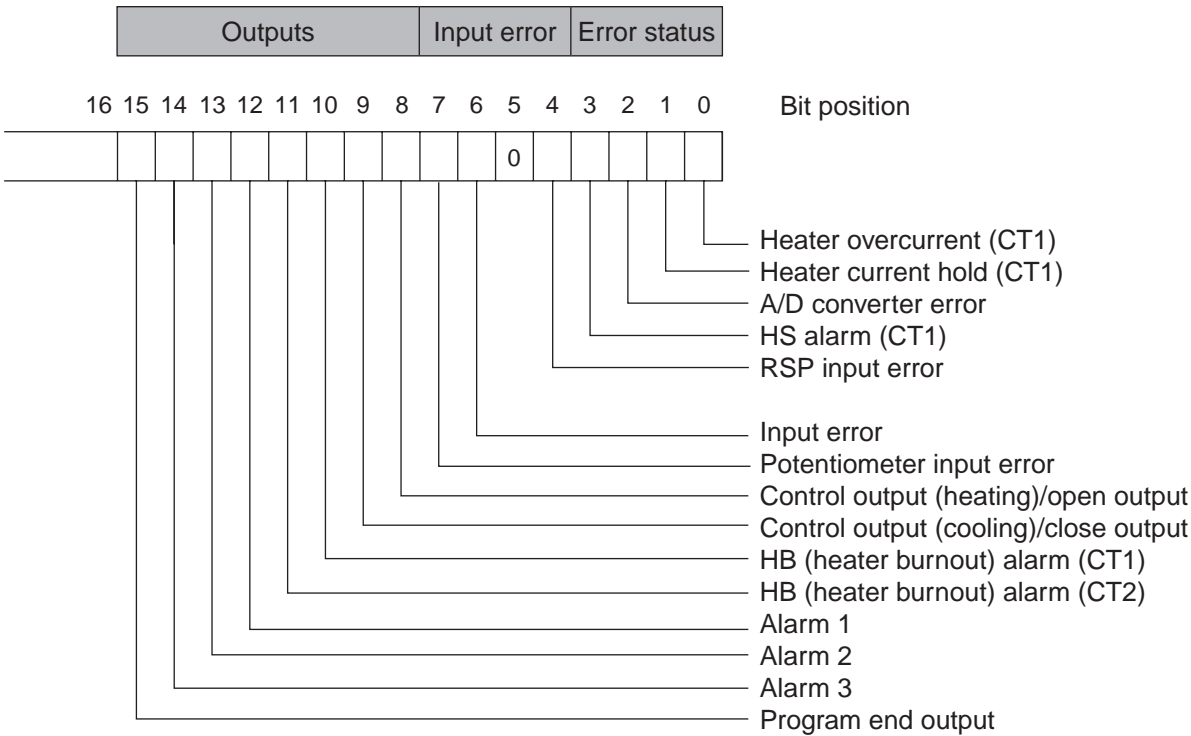 Outputs Input error Error status
16 15 14 13 12 11 10 9 8 7 6 5 4 3 2 1 0 Bit position
0
Heater overcurrent (CT1)
Heater current hold (CT1)
A/D converter error
HS alarm (CT1)
RSP input error
Input error
Potentiometer input error
Control output (heating)/open output
Control output (cooling)/close output
HB (heater burnout) alarm (CT1)
HB (heater burnout) alarm (CT2)
Alarm 1
Alarm 2
Alarm 3
Program end output